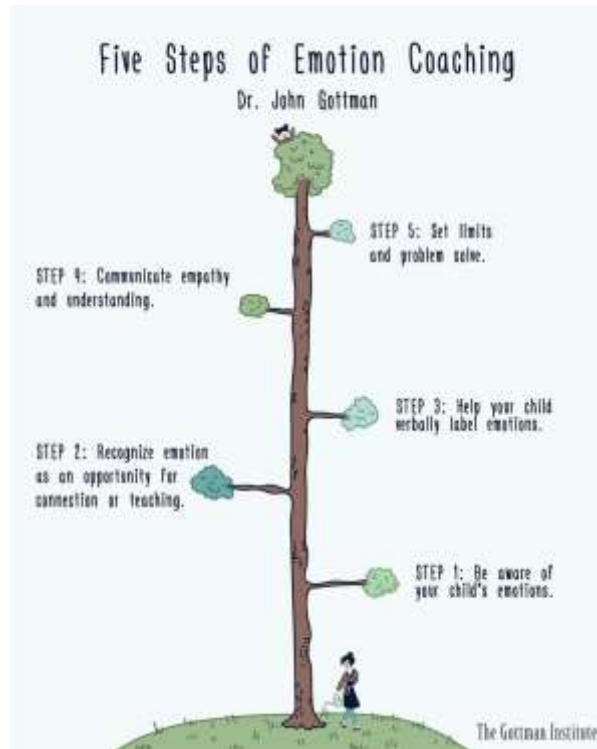 Five Steps of Emotion Coaching
Dr. John Gottman
STEP 5: Set limits
and problem solve.
STEP 4: Communicate empathy
and understanding.
STEP 3: Help your child
verbally label emotions.
STEP 2: Recognize emotion
as an opportunity for
connection or teaching.
STEP 1: Be aware of
your child's emotions.
The Gottman Institute